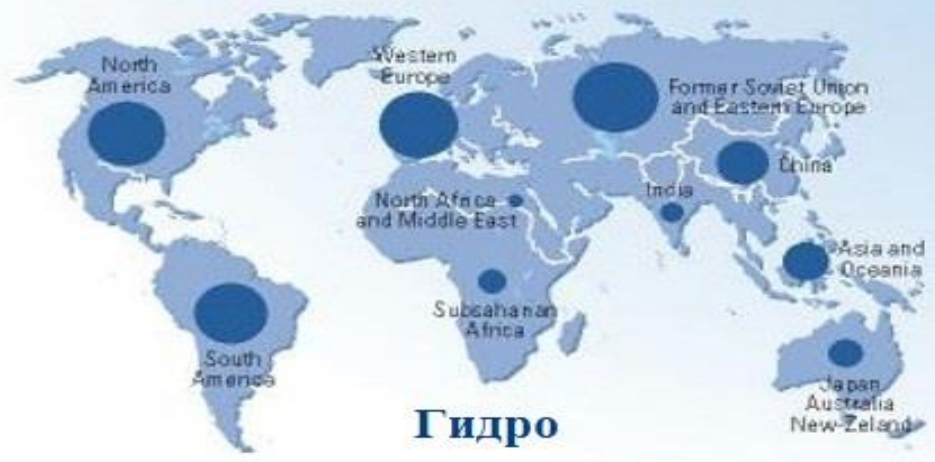 North
America
Western
Europe
Former Soviet Union
and Eastern Europe
China
India
North Africa
and Middle East
Asia and
Oceania
Subsaharian
Africa
South
America
Japan
Australia
New-Zeland
Гидро